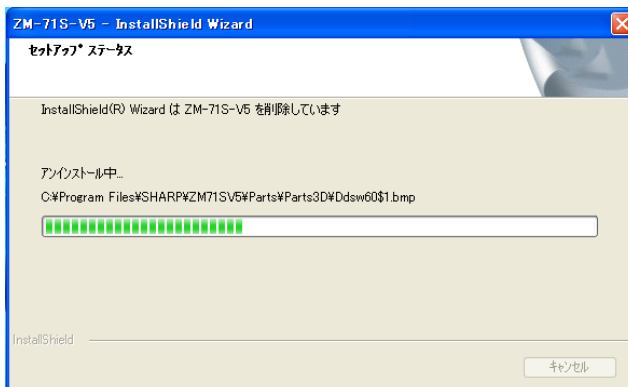 ZM-71S-V5 - InstallShield Wizard
セットアップ ステータス
InstallShield(R) Wizard は ZM-71S-V5 を削除しています
アンインストール中...
C:¥Program Files¥SHARP¥ZM71SV5¥Parts¥Parts3D¥Ddsw60$1.bmp
InstallShield
キャンセル